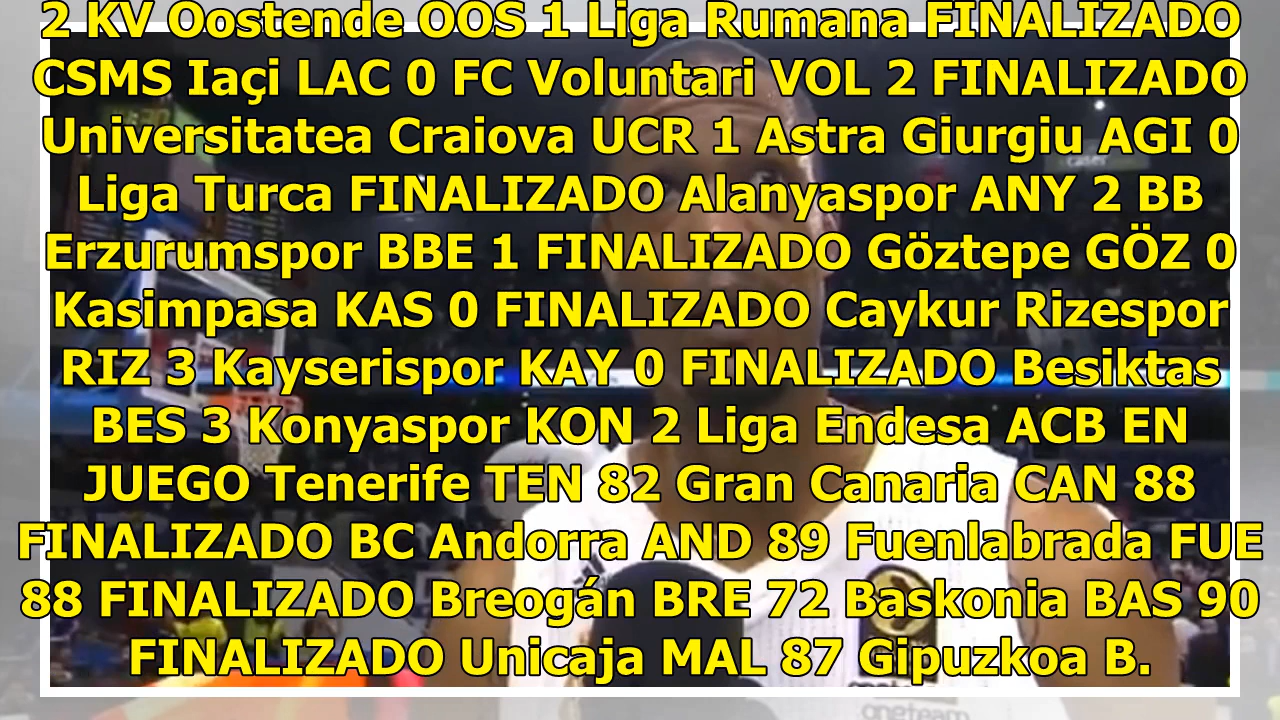 2 KV Oostende OOS 1 Liga Rumana FINALIZADO
CSMS Iaçi LAC 0 FC Voluntari VOL 2 FINALIZADO
Universitatea Craiova UCR 1 Astra Giurgiu AGI 0
Liga Turca FINALIZADO Alanyaspor ANY 2 BB
Erzurumspor BBE 1 FINALIZADO Göztepe GÖZ 0
Kasimpasa KAS 0 FINALIZADO Caykur Rizespor
RIZ 3 Kayserispor KAY 0 FINALIZADO Besiktas
BES 3 Konyaspor KON 2 Liga Endesa ACB EN
JUEGO Tenerife TEN 82 Gran Canaria CAN 88
FINALIZADO BC Andorra AND 89 Fuenlabrada FUE
88 FINALIZADO Breogán BRE 72 Baskonia BAS 90
FINALIZADO Unicaja MAL 87 Gipuzkoa B.
oneteam